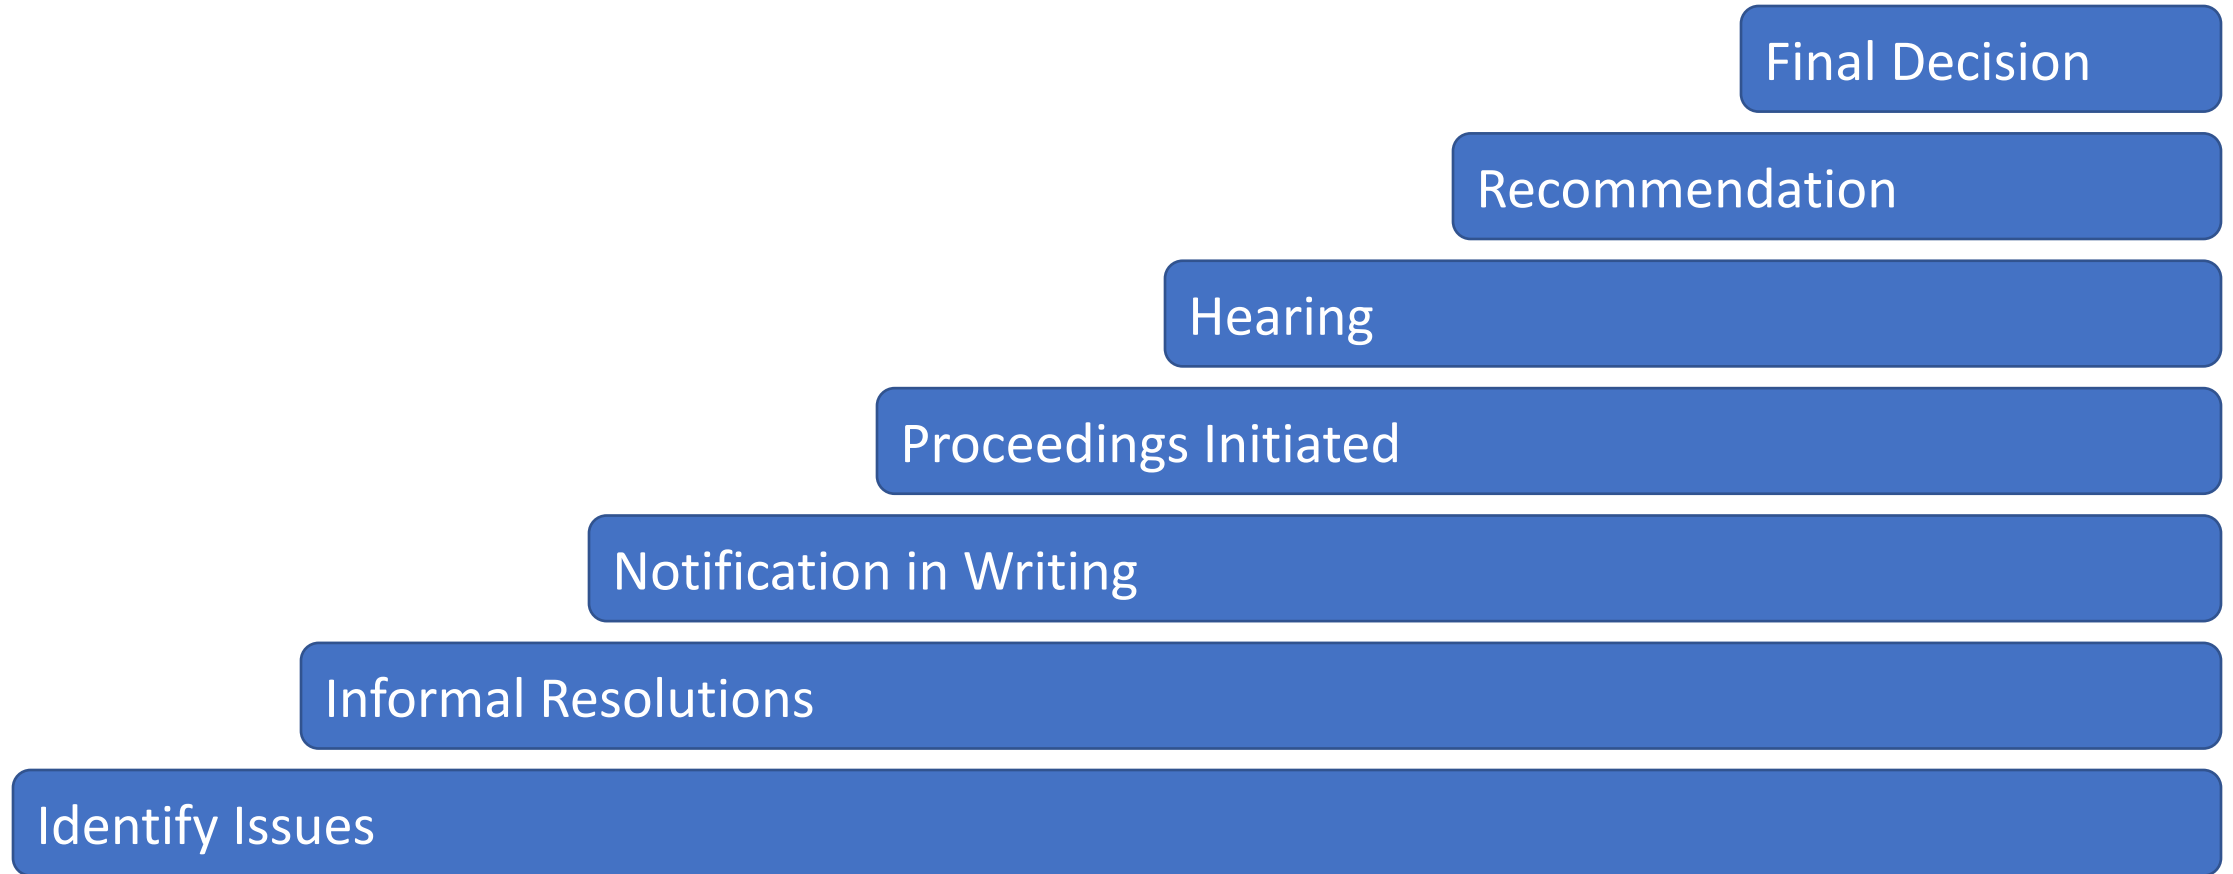 Final Decision
Recommendation
Hearing
Proceedings Initiated
Notification in Writing
Informal Resolutions
Identify Issues